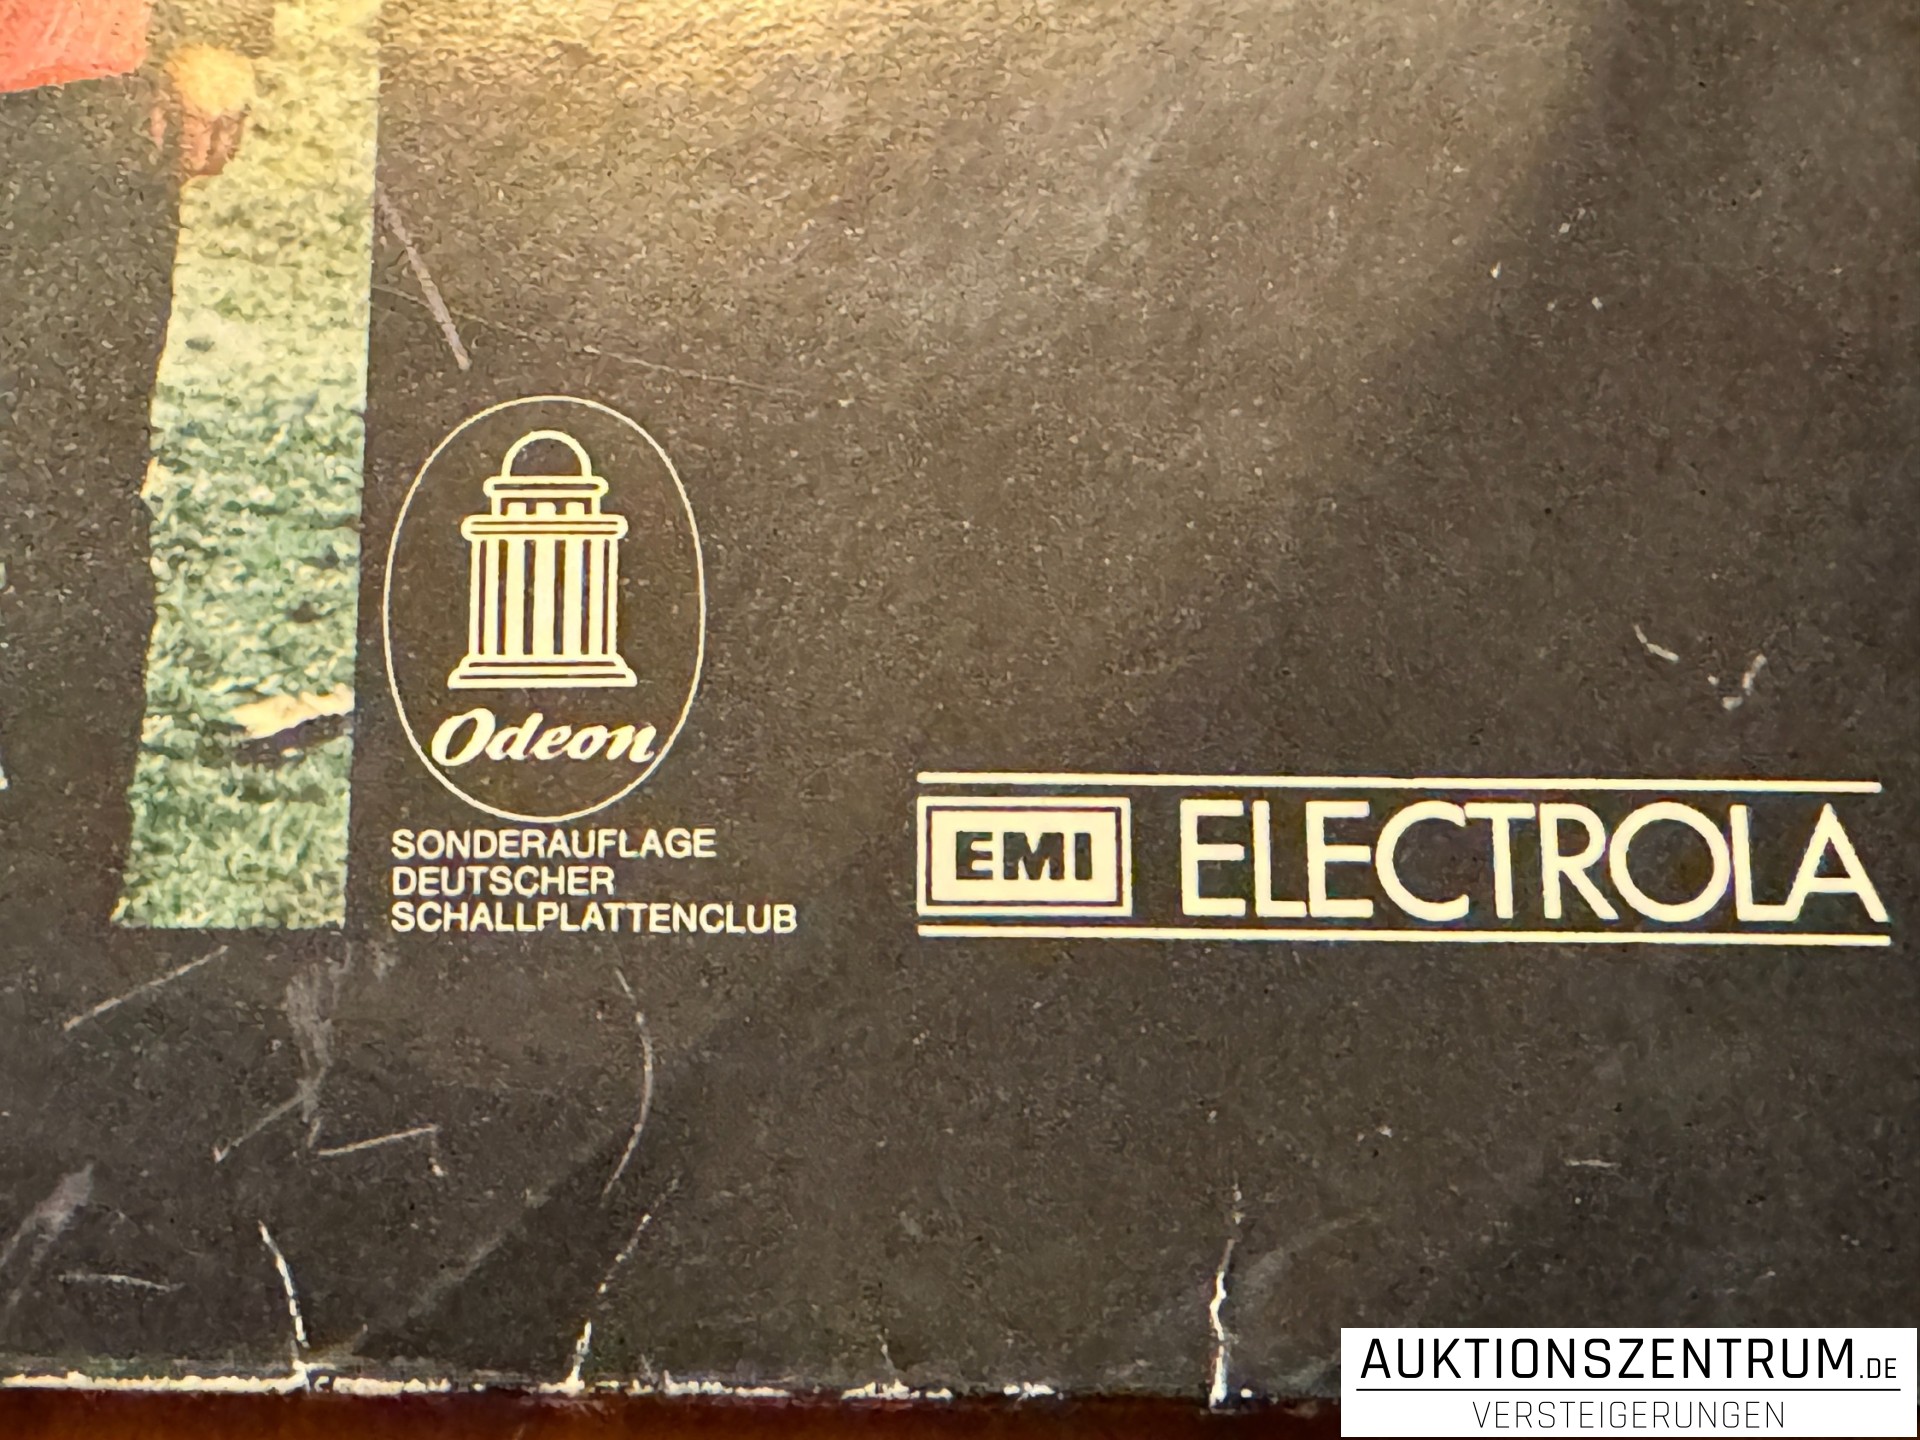 Odeon
SONDERAUFLAGE
DEUTSCHER
SCHALLPLATTENCLUB
EMI ELECTROLA
AUKTIONSZENTRUM.DE
VERSTEIGERUNGEN